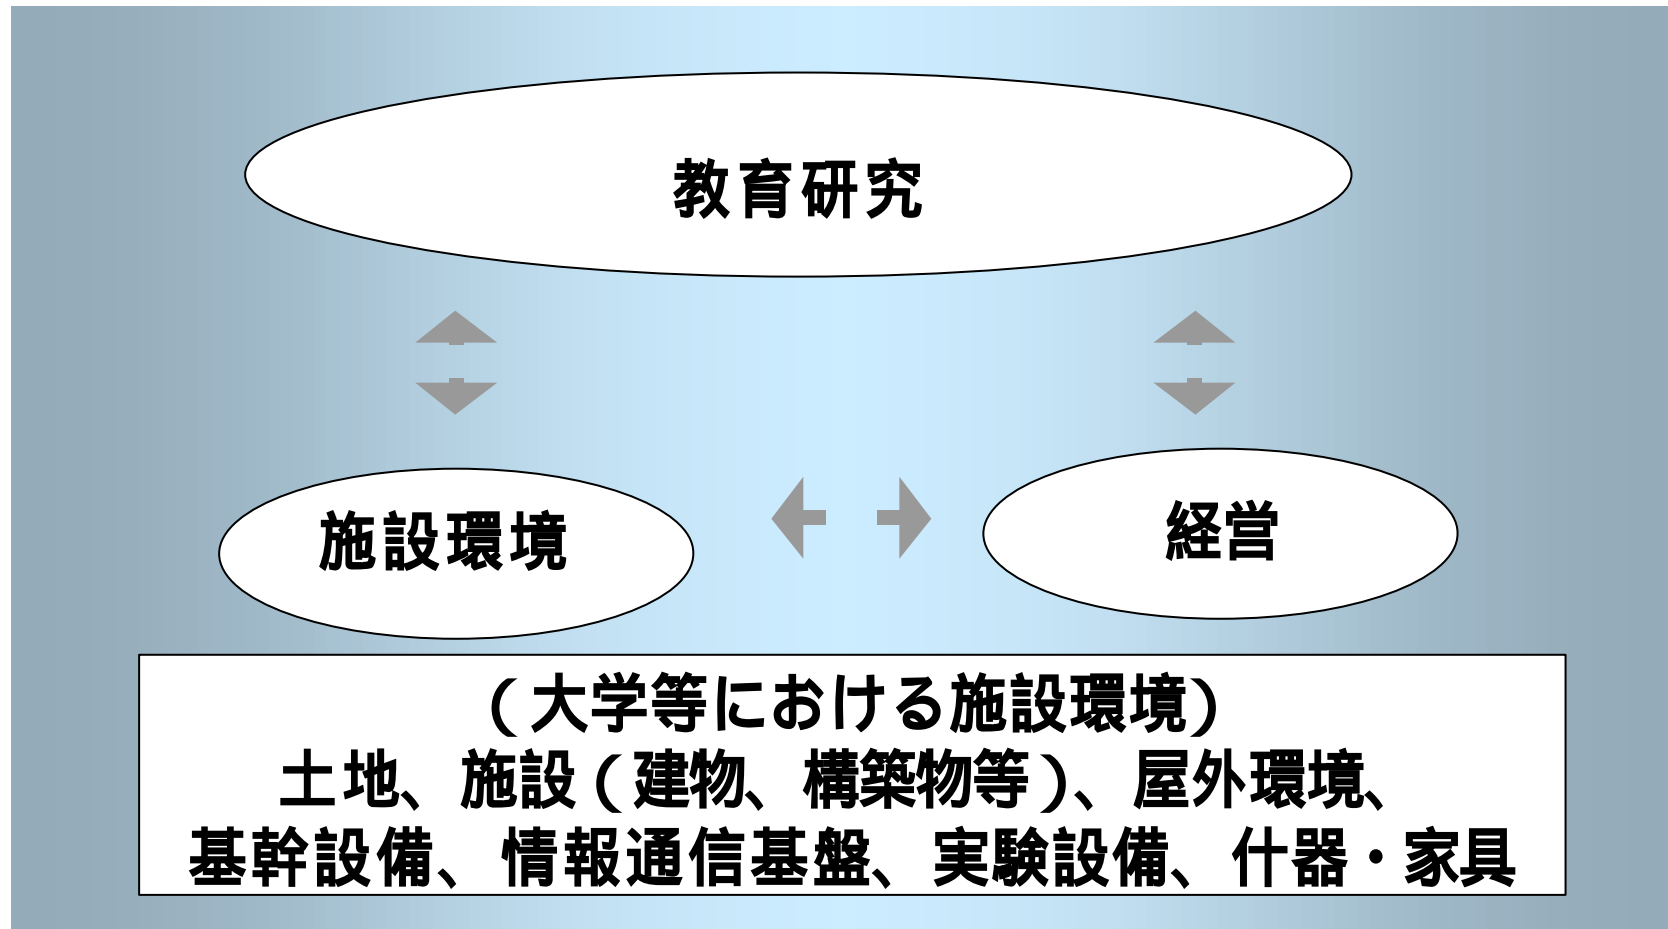 教育研究
施設環境
経営
(大学等における施設環境)
土地、施設(建物、構築物等)、屋外環境、
基幹設備、情報通信基盤、実験設備、什器・家具